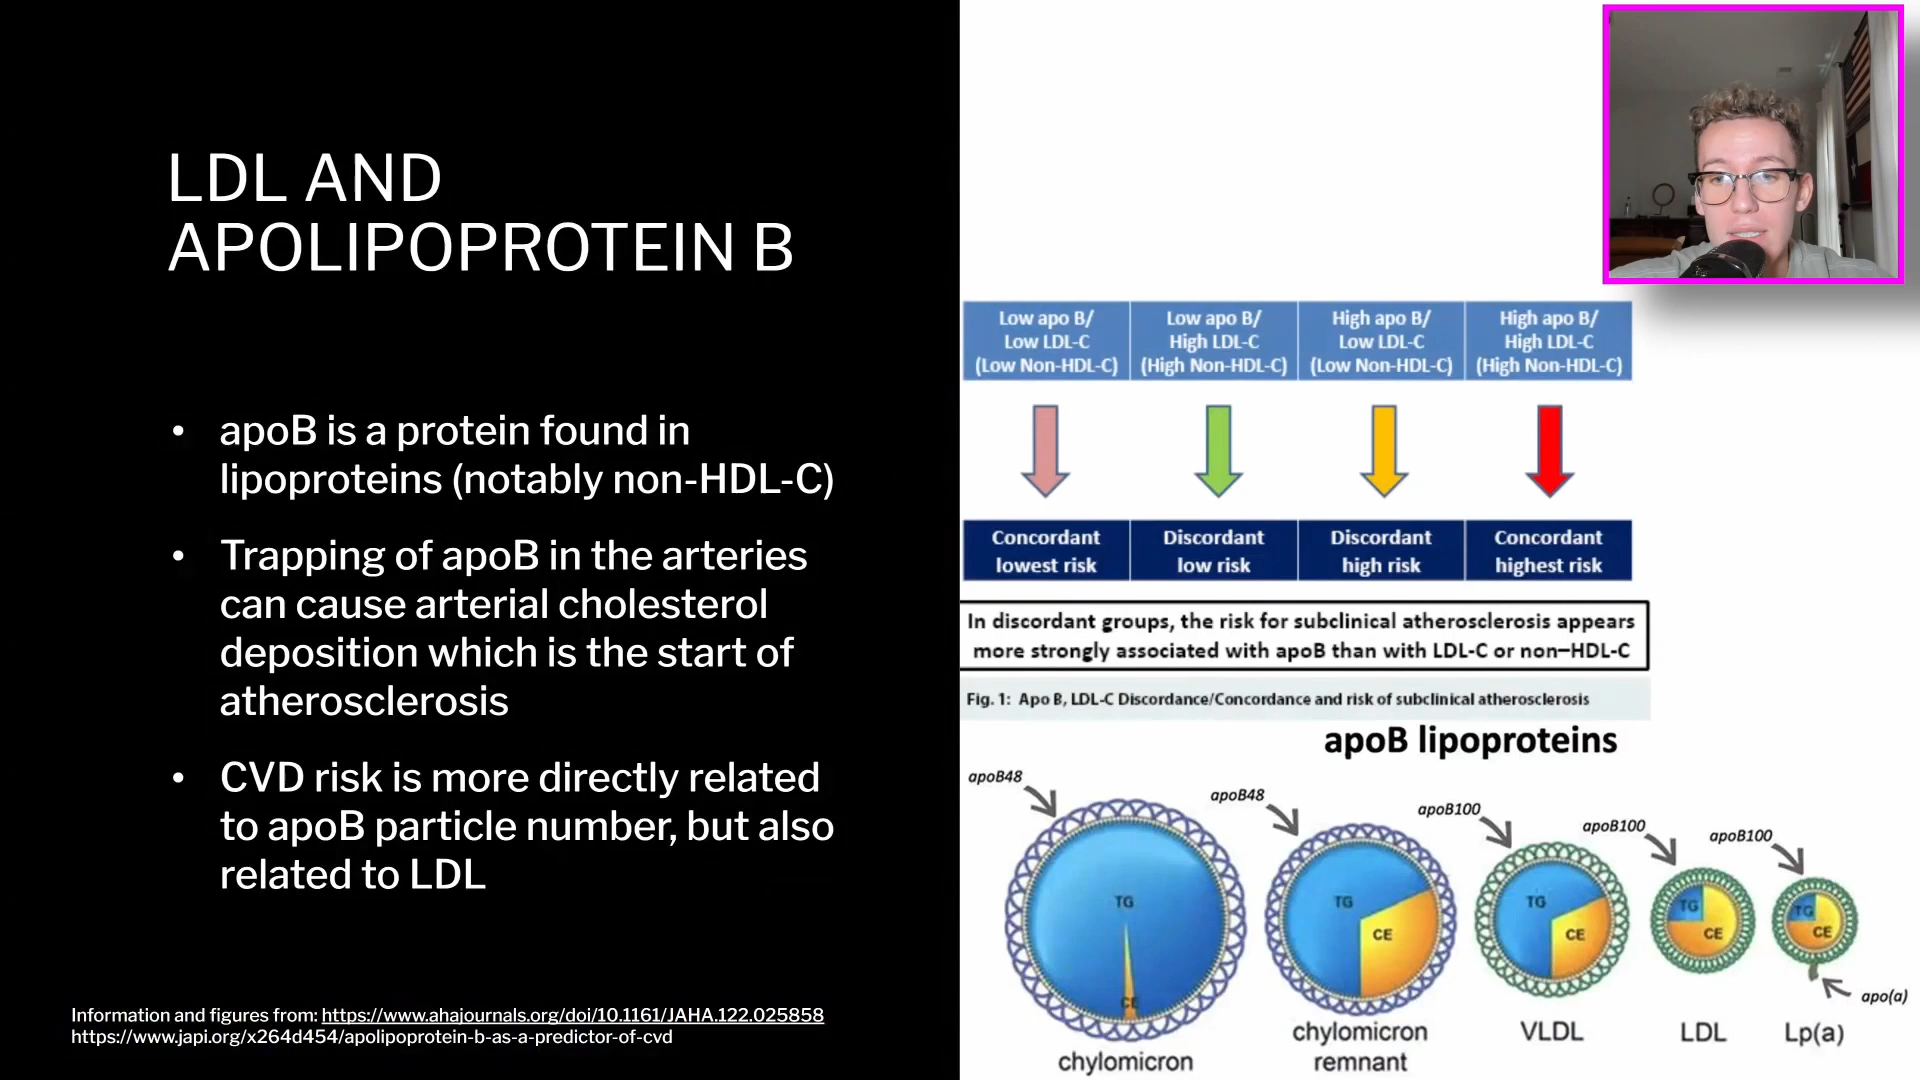 LDL AND
APOLIPOPROTEIN B
• apoB is a protein found in
lipoproteins (notably non-HDL-C)
• Trapping of apoB in the arteries
can cause arterial cholesterol
deposition which is the start of
atherosclerosis
• CVD risk is more directly related
to apoB particle number, but also
related to LDL
Information and figures from: https://www.ahajournals.org/doi/10.1161/JAHA.122.025858
https://www.japi.org/x264d454/apolipoprotein-b-as-a-predictor-of-cvd
Low apo B/
Low LDL-C
(Low Non-HDL-C)
Low apo B/
High LDL-C
(High Non-HDL-C)
High apo B/
Low LDL-C
(Low Non-HDL-C)
High apo B/
High LDL-C
(High Non-HDL-C)
Concordant
lowest risk
Discordant
low risk
Discordant
high risk
Concordant
highest risk
In discordant groups, the risk for subclinical atherosclerosis appears
more strongly associated with apoB than with LDL-C or non–HDL-C
Fig. 1: Apo B, LDL-C Discordance/Concordance and risk of subclinical atherosclerosis
apoB lipoproteins
apoB48
TG
CE
chylomicron
apoB48
TG
CE
chylomicron
remnant
apoB100
TG
CE
VLDL
apoB100
TG
CE
LDL
apoB100
TG
CE
apo(a)
Lp(a)